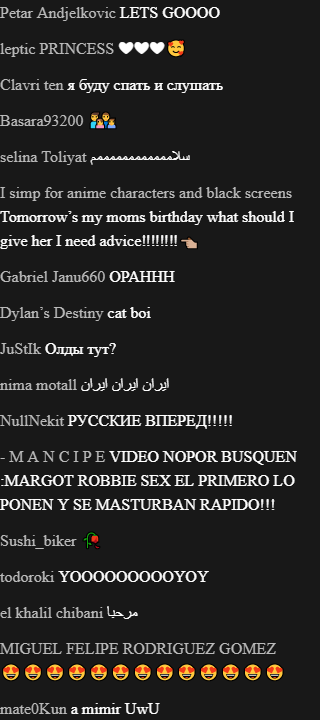 Petar Andjelkovic LETS GOOOO
leptic PRINCESS 🤍🤍🤍🥰
Clavri ten я буду спать и слушать
Basara93200 👩‍❤️‍👨
selina Toliyat سلاممممممممممممم
I simp for anime characters and black screens
Tomorrow’s my moms birthday what should I
give her I need advice!!!!!!!! 👈🏼
Gabriel Janu660 OPAHHH
Dylan’s Destiny cat boi
JuStIk Олды тут?
nima motall ایران ایران ایران
NullNekit РУССКИЕ ВПЕРЕД!!!!!
- M A N C I P E VIDEO NOPOR BUSQUEN
:MARGOT ROBBIE SEX EL PRIMERO LO
PONEN Y SE MASTURBAN RAPIDO!!!
Sushi_biker 🥀
todoroki YOOOOOOOOOYOY
el khalil chibani مرحبا
MIGUEL FELIPE RODRIGUEZ GOMEZ
😍😍😍😍😍😍😍😍😍😍😍😍😍
mate0Kun a mimir UwU